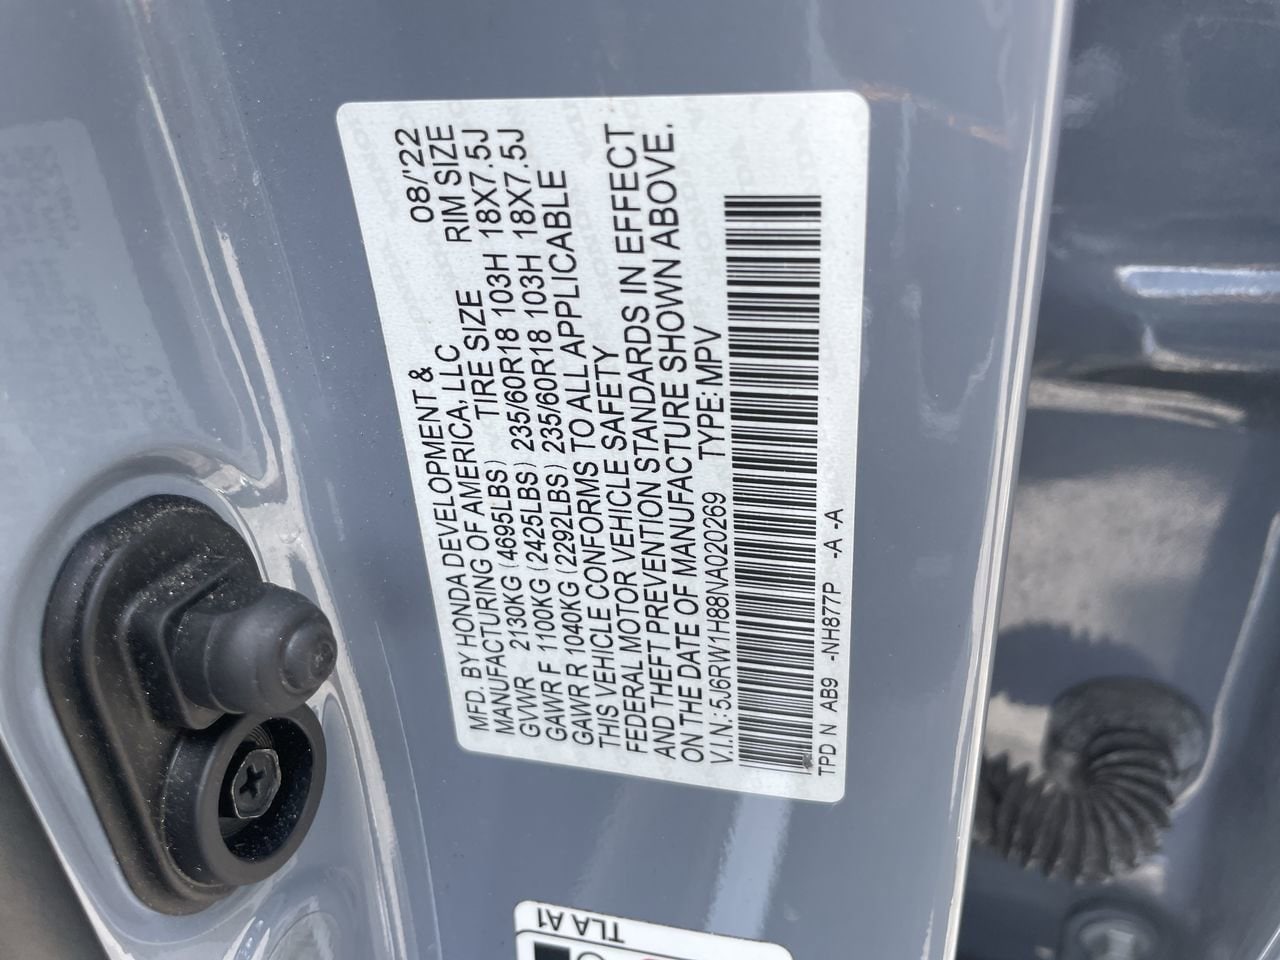 MFD. BY HONDA DEVELOPMENT & 08/'22
MANUFACTURING OF AMERICA, LLC
TIRE SIZE RIM SIZE
GVWR 2130KG (4695LBS) 235/60R18 103H 18X7.5J
GAWR F 1100KG (2425LBS) 235/60R18 103H 18X7.5J
GAWR R 1040KG (2292LBS)
THIS VEHICLE CONFORMS TO ALL APPLICABLE
FEDERAL MOTOR VEHICLE SAFETY
AND THEFT PREVENTION STANDARDS IN EFFECT
ON THE DATE OF MANUFACTURE SHOWN ABOVE.
V.I.N.: 5J6RW1H88NA020269 TYPE: MPV
TPD N AB9 -NH877P -A -A
TLA A1